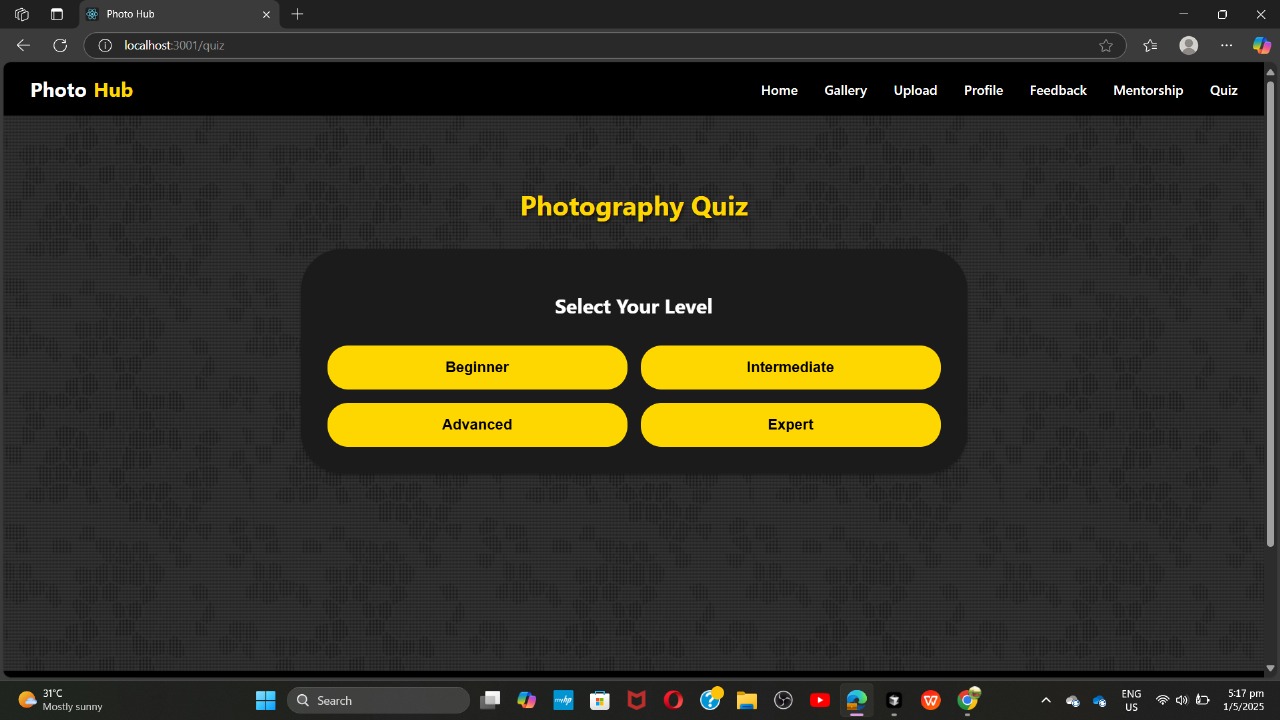 Photo Hub
localhost:3001/quiz
Photo Hub
Home Gallery Upload Profile Feedback Mentorship Quiz
Photography Quiz
Select Your Level
Beginner Intermediate
Advanced Expert
31°C
Mostly sunny
Search
myhp
ENG
US
5:17 pm
1/5/2025